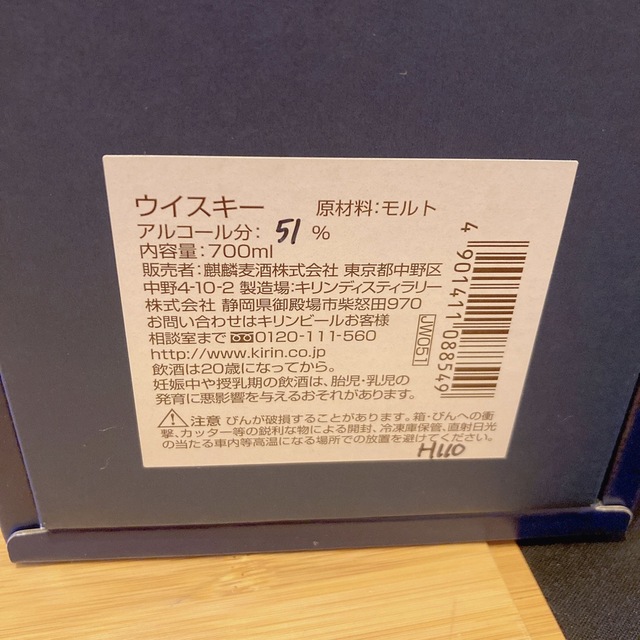 ウイスキー 原材料:モルト
アルコール分: 51 %
内容量:700ml
販売者:麒麟麦酒株式会社 東京都中野区
中野4-10-2 製造場:キリンディスティラリー
株式会社 静岡県御殿場市柴怒田970
お問い合わせはキリンビールお客様
相談室まで 0120-111-560
http://www.kirin.co.jp
飲酒は20歳になってから。
妊娠中や授乳期の飲酒は、胎児・乳児の
発育に悪影響を与えるおそれがあります。
注意 びんが破損することがあります。箱・びんへの衝
撃、カッター等の鋭利な物による開封、冷凍庫保管、直射日光
の当たる車内等高温になる場所での放置を避けてください。
H110
JW051
4 901411 088549